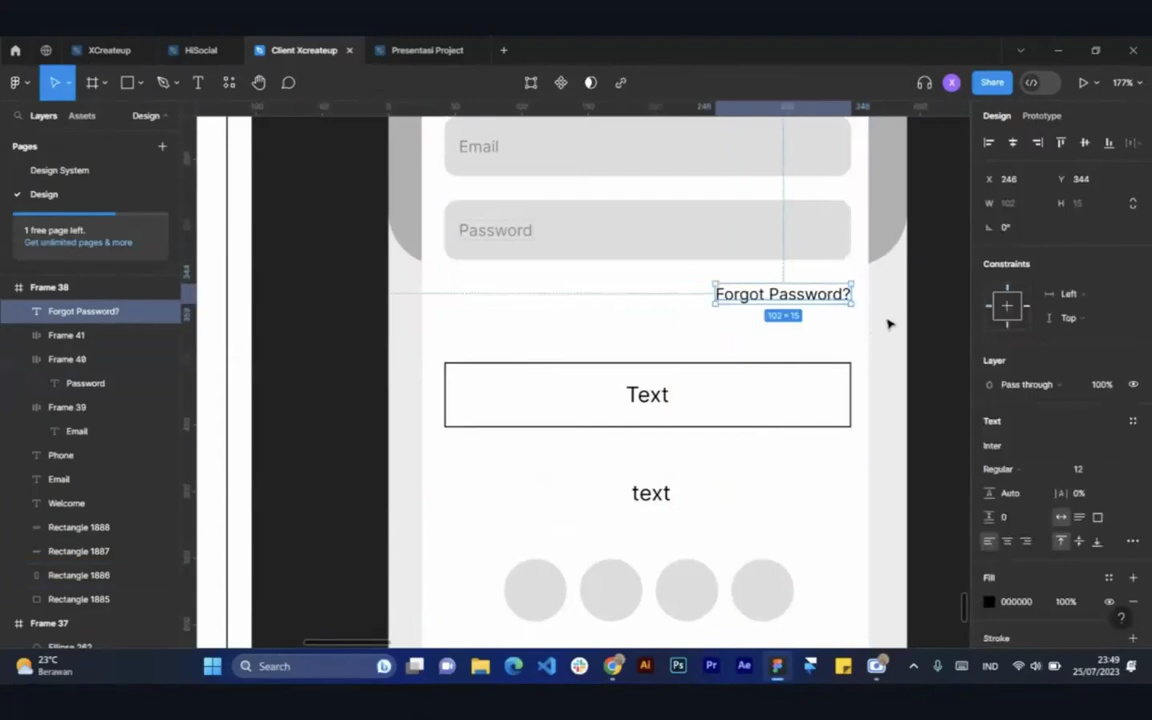 XCreateup
HiSocial
Client Xcreateup
Presentasi Project
Share
177%
Layers
Assets
Design
Pages
Design System
Design
1 free page left.
Get unlimited pages & more
Frame 38
Forgot Password?
Frame 41
Frame 40
Password
Frame 39
Email
Phone
Email
Welcome
Rectangle 1888
Rectangle 1887
Rectangle 1886
Rectangle 1885
Frame 37
Email
Password
Forgot Password?
102 × 15
Text
text
Design
Prototype
X 246
Y 344
W 102
H 15
0°
Constraints
Left
Top
Layer
Pass through
100%
Text
Inter
Regular
12
Auto
|A| 0%
0
Fill
000000
100%
?
Stroke
23°C
Berawan
Search
Ai
Ps
Pr
Ae
IND
23:49
25/07/2023